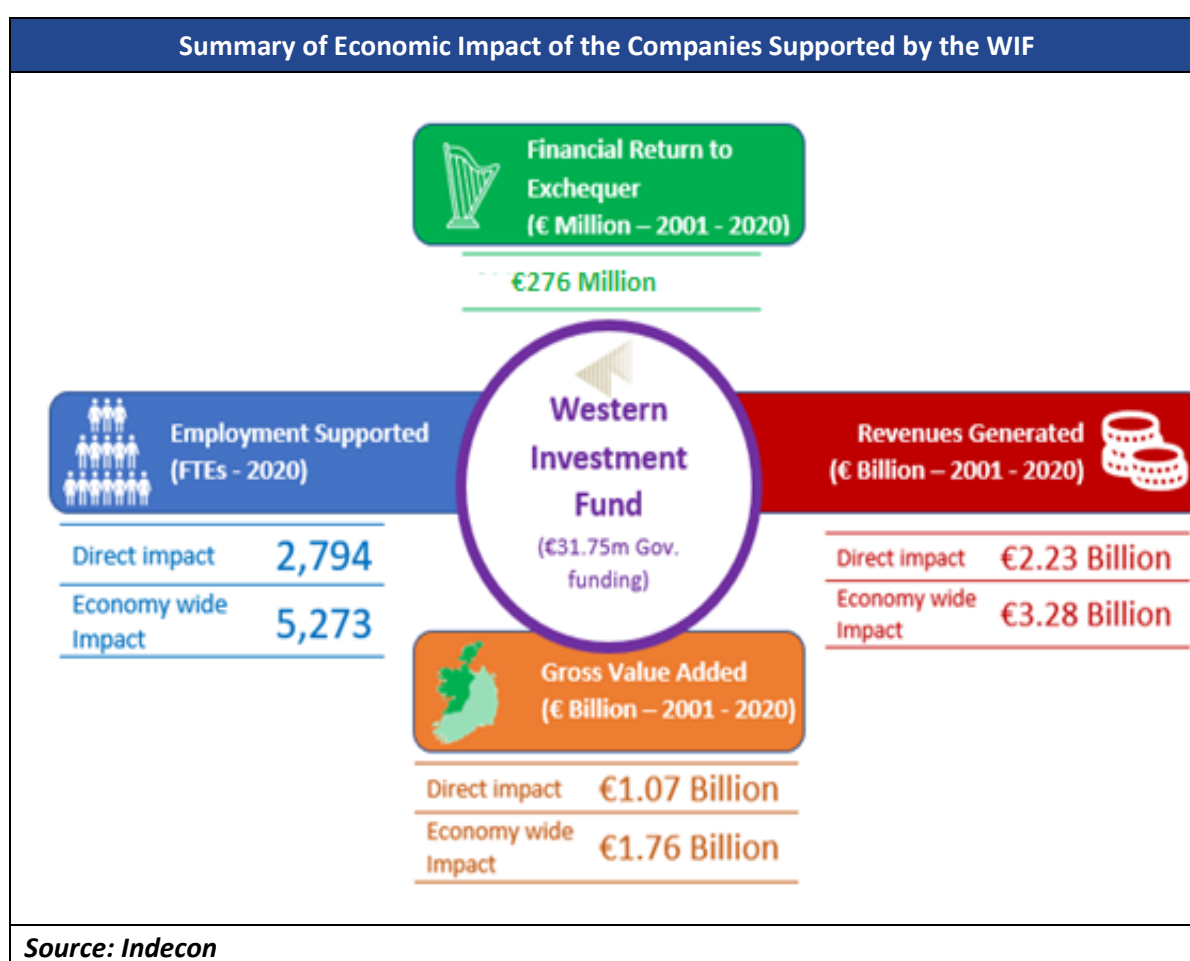 Summary of Economic Impact of the Companies Supported by the WIF
Financial Return to
Exchequer
(€ Million – 2001 - 2020)
€276 Million
Employment Supported
(FTEs - 2020)
Direct impact 2,794
Economy wide
Impact 5,273
Western
Investment
Fund
(€31.75m Gov.
funding)
Revenues Generated
(€ Billion – 2001 - 2020)
Direct impact €2.23 Billion
Economy wide
Impact €3.28 Billion
Gross Value Added
(€ Billion – 2001 - 2020)
Direct impact €1.07 Billion
Economy wide
Impact €1.76 Billion
Source: Indecon